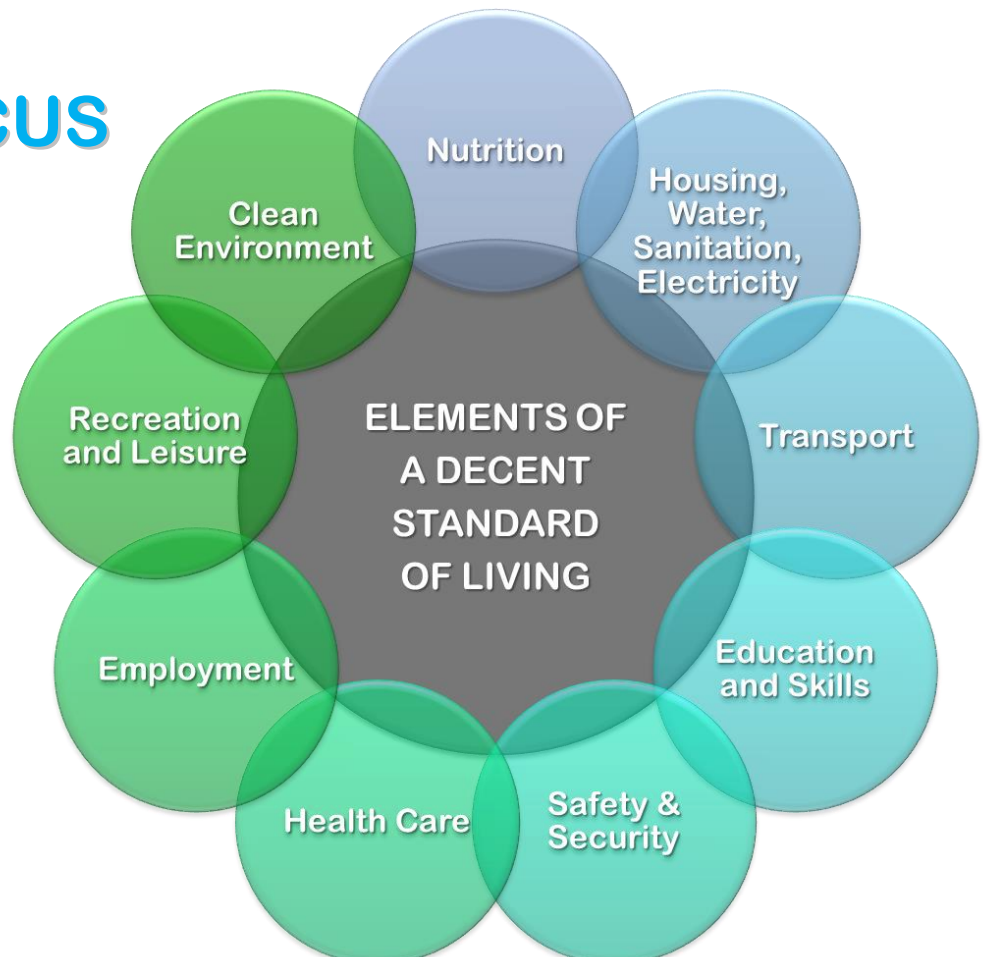 Nutrition
Housing,
Water,
Sanitation,
Electricity
Transport
Education
and Skills
Safety &
Security
Health Care
Employment
Recreation
and Leisure
Clean
Environment
ELEMENTS OF
A DECENT
STANDARD
OF LIVING